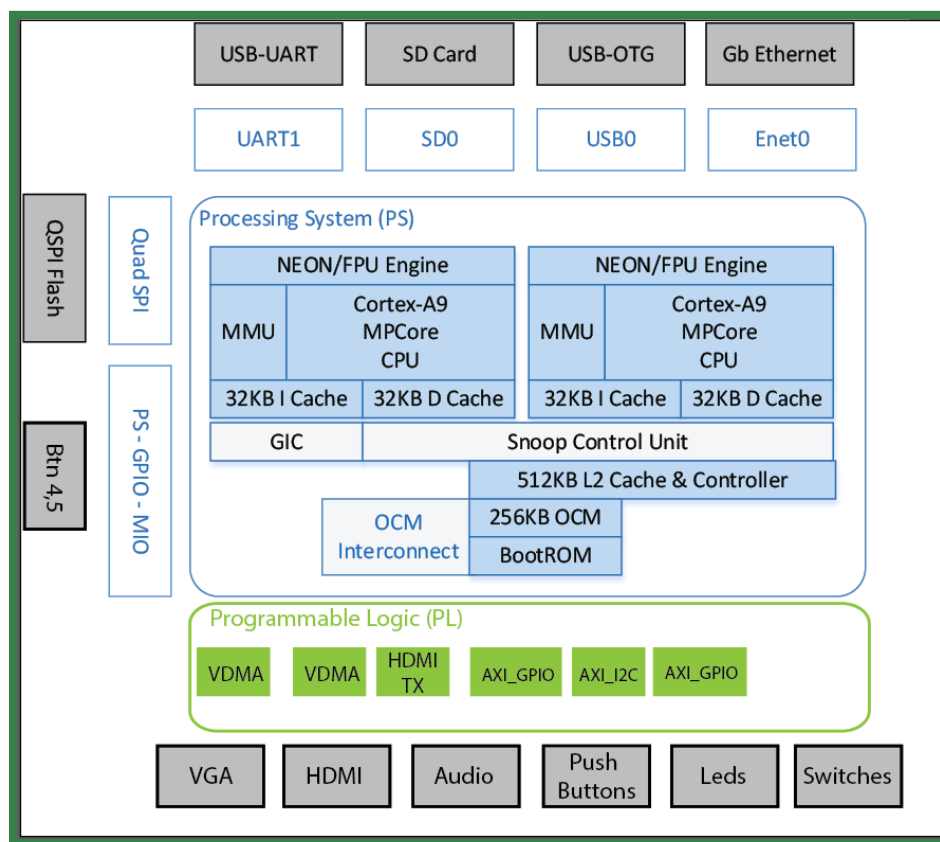 USB-UART
SD Card
USB-OTG
Gb Ethernet
UART1
SD0
USB0
Enet0
QSPI Flash
Quad SPI
Btn 4,5
PS - GPIO - MIO
Processing System (PS)
NEON/FPU Engine
MMU
Cortex-A9
MPCore
CPU
32KB I Cache
32KB D Cache
NEON/FPU Engine
MMU
Cortex-A9
MPCore
CPU
32KB I Cache
32KB D Cache
GIC
Snoop Control Unit
512KB L2 Cache & Controller
OCM
Interconnect
256KB OCM
BootROM
Programmable Logic (PL)
VDMA
VDMA
HDMI
TX
AXI_GPIO
AXI_I2C
AXI_GPIO
VGA
HDMI
Audio
Push
Buttons
Leds
Switches